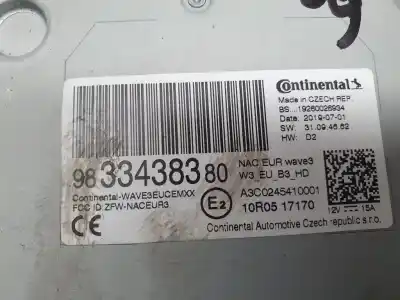 Continental
Made in CZECH REP.
BS...:19260026934
Date: 2019-07-01
SW: 31.09.46.62
HW: D2
98 334383 80
NAC EUR wave3
W3_EU_B3_HD
Continental-WAVE3EUCEMXX
FCC ID:ZFW-NACEUR3
A3C0245410001
CE
E2
10R05 17170
12V 15A
Continental Automotive Czech republic s.r.o.